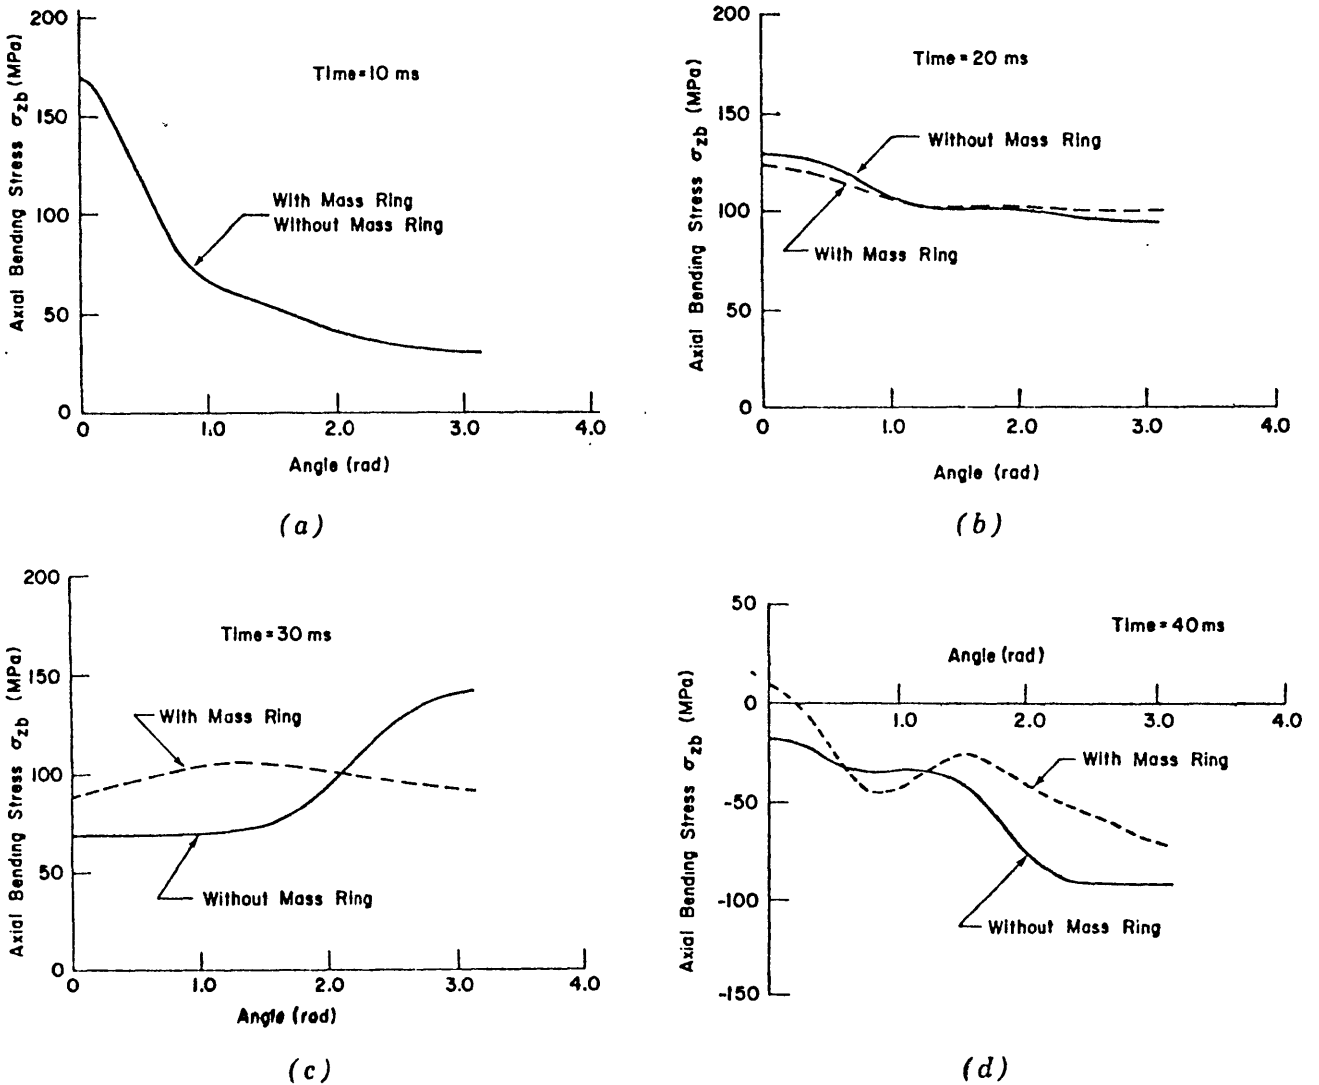 200
150
100
50
0
Axial Bending Stress σzb (MPa)
Time=10 ms
With Mass Ring
Without Mass Ring
0 1.0 2.0 3.0 4.0
Angle (rad)
(a)
200
150
100
50
0
Axial Bending Stress σzb (MPa)
Time=20 ms
Without Mass Ring
With Mass Ring
0 1.0 2.0 3.0 4.0
Angle (rad)
(b)
200
150
100
50
0
Axial Bending Stress σzb (MPa)
Time=30 ms
With Mass Ring
Without Mass Ring
0 1.0 2.0 3.0 4.0
Angle (rad)
(c)
50
0
-50
-100
-150
Axial Bending Stress σzb (MPa)
Time=40 ms
Angle (rad)
1.0 2.0 3.0 4.0
With Mass Ring
Without Mass Ring
(d)